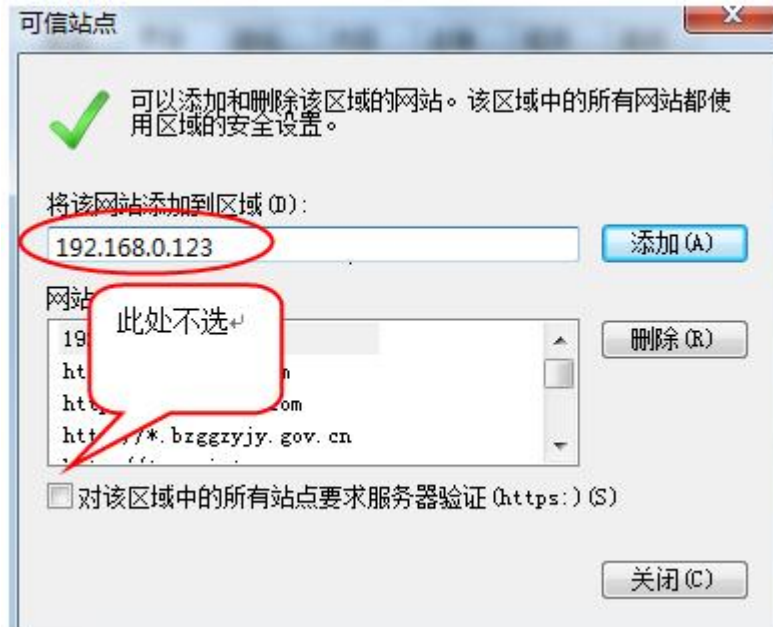 可信站点
可以添加和删除该区域的网站。该区域中的所有网站都使
用区域的安全设置。
将该网站添加到区域(D):
192.168.0.123
添加(A)
网站
此处不选
删除(R)
http://*.bzggzyjy.gov.cn
对该区域中的所有站点要求服务器验证(https:)(S)
关闭(C)